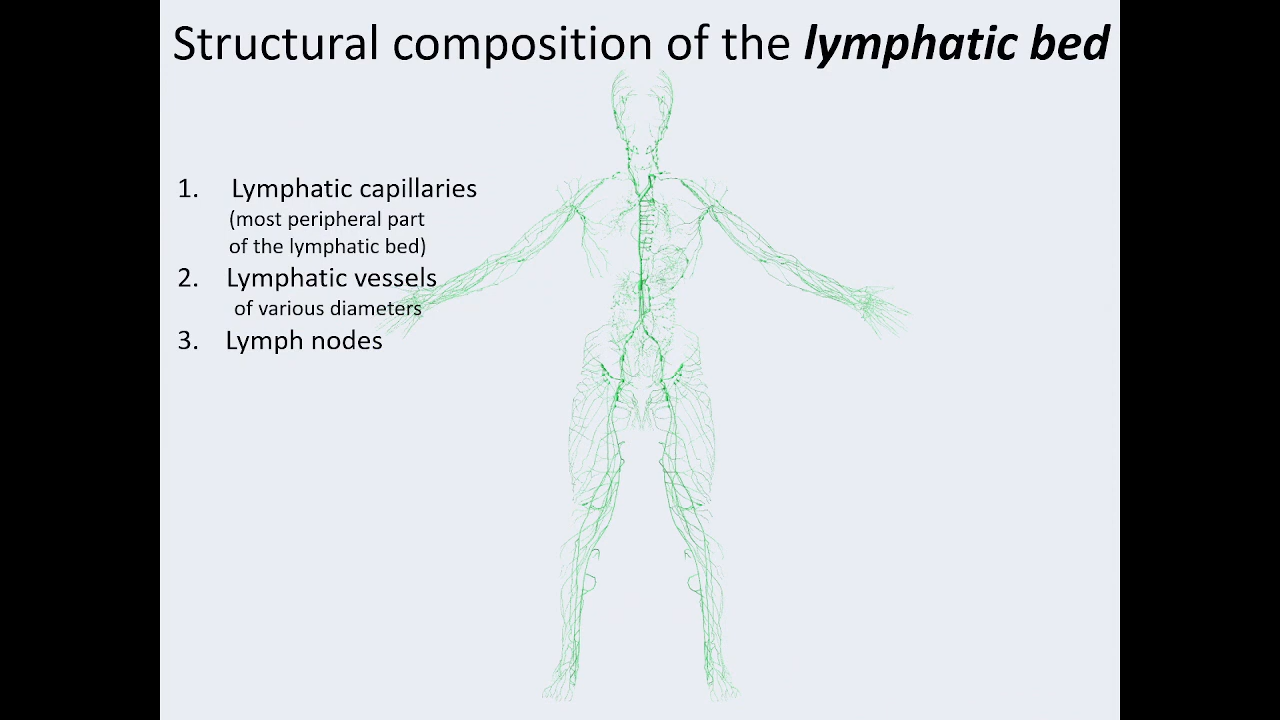 Structural composition of the lymphatic bed
1. Lymphatic capillaries
(most peripheral part
of the lymphatic bed)
2. Lymphatic vessels
of various diameters
3. Lymph nodes